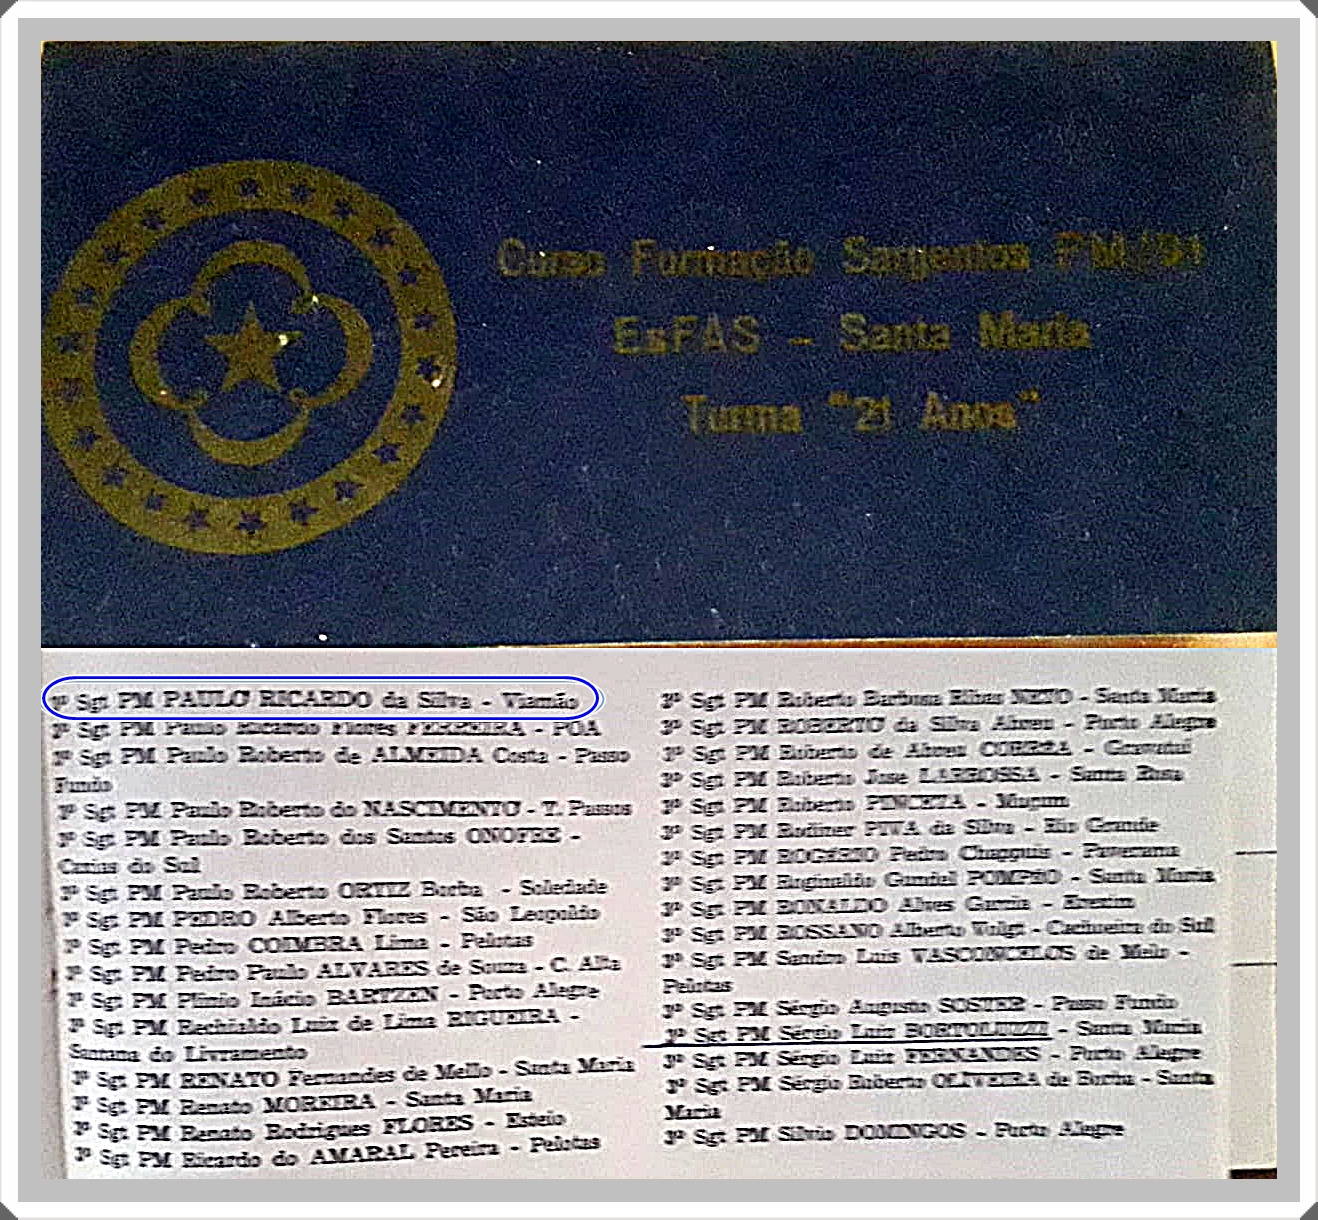 Curso Formação Sargentos PM/91
EsFAS - Santa Maria
Turma "21 Anos"
3º Sgt PM PAULO RICARDO da Silva - Viamão
3º Sgt PM Paulo Ricardo Flores FERREIRA - POA
3º Sgt PM Paulo Roberto de ALMEIDA Costa - Passo
Fundo
3º Sgt PM Paulo Roberto do NASCIMENTO - T. Passos
3º Sgt PM Paulo Roberto dos Santos ONOFRE -
Caxias do Sul
3º Sgt PM Paulo Roberto ORTIZ Borba - Soledade
3º Sgt PM PEDRO Alberto Flores - São Leopoldo
3º Sgt PM Pedro COIMBRA Lima - Pelotas
3º Sgt PM Pedro Paulo ALVARES de Souza - C. Alta
3º Sgt PM Plínio Inácio BARTZEN - Porto Alegre
3º Sgt PM Luiz de Lima RIGUEIRA -
Santana do Livramento
3º Sgt PM RENATO Fernandes de Mello - Santa Maria
3º Sgt PM Renato MOREIRA - Santa Maria
3º Sgt PM Renato Rodrigues FLORES - Esteio
3º Sgt PM Ricardo do AMARAL Pereira - Pelotas
3º Sgt PM Roberto Barbosa Ribas NETO - Santa Maria
3º Sgt PM ROBERTO da Silva Abreu - Porto Alegre
3º Sgt PM Roberto de Abreu CORREA - Gravataí
3º Sgt PM Roberto Jose LARROSSA - Santa Rosa
3º Sgt PM Roberto - Muçum
3º Sgt PM Rodiner PIVA da Silva - Rio Grande
3º Sgt PM ROGERIO Pedro Chappuis - Paverama
3º Sgt PM Reginaldo POMPEO - Santa Maria
3º Sgt PM RONALDO Alves Garcia - Erexim
3º Sgt PM ROSSANO Alberto Voigt - Cachoeira do Sul
3º Sgt PM Sandro Luis VASCONCELOS de Melo -
Pelotas
3º Sgt PM Sérgio Augusto SOSTER - Passo Fundo
3º Sgt PM Sérgio Luiz BORTOLUZZI - Santa Maria
3º Sgt PM Sérgio Luiz FERNANDES - Porto Alegre
3º Sgt PM Sérgio Roberto OLIVEIRA de Borba - Santa
Maria
3º Sgt PM Silvio DOMINGOS - Porto Alegre